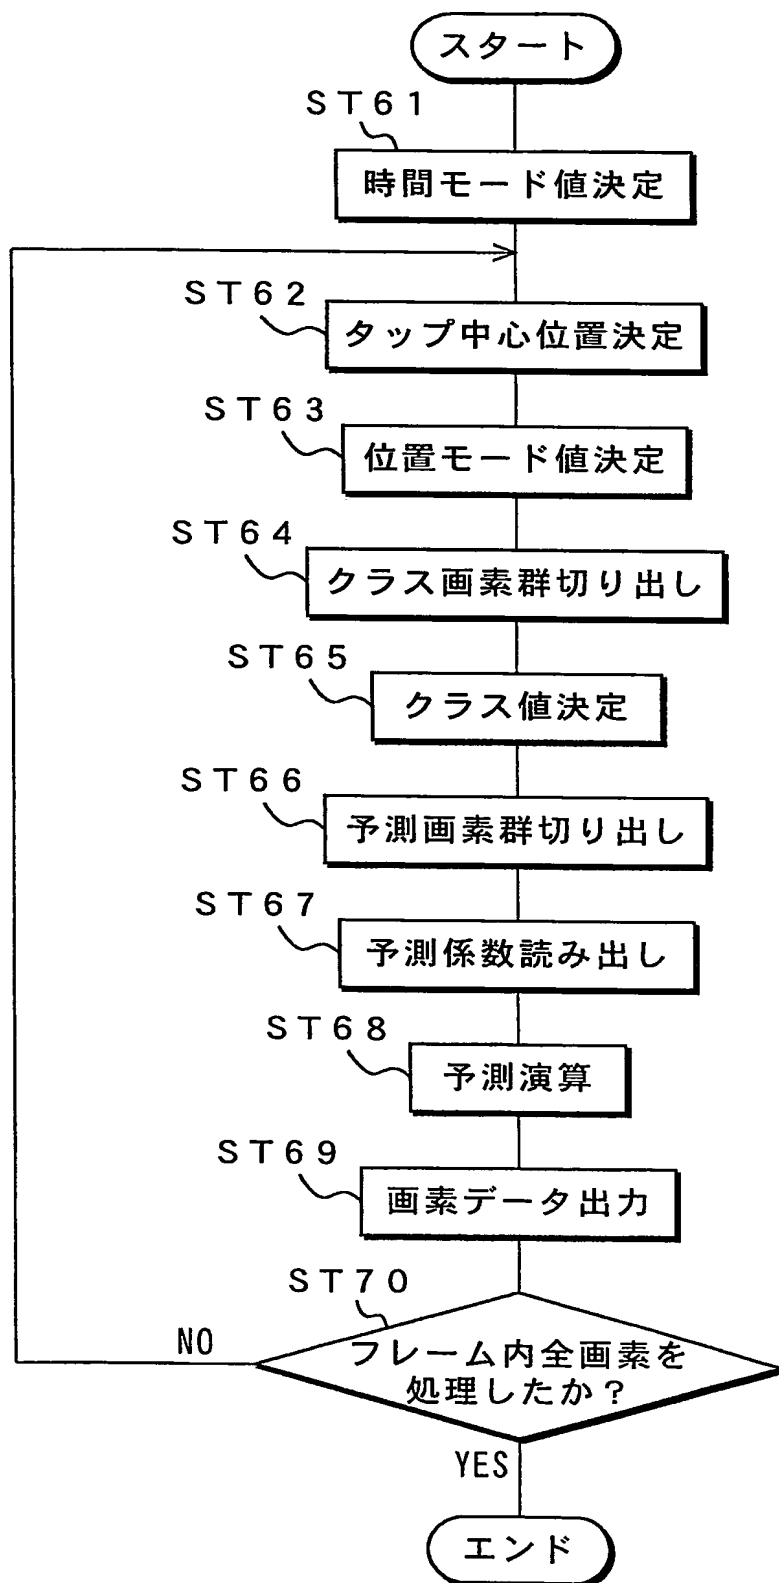 スタート
ＳＴ６１
時間モード値決定
ＳＴ６２
タップ中心位置決定
ＳＴ６３
位置モード値決定
ＳＴ６４
クラス画素群切り出し
ＳＴ６５
クラス値決定
ＳＴ６６
予測画素群切り出し
ＳＴ６７
予測係数読み出し
ＳＴ６８
予測演算
ＳＴ６９
画素データ出力
ＳＴ７０
NO
フレーム内全画素を
処理したか？
YES
エンド